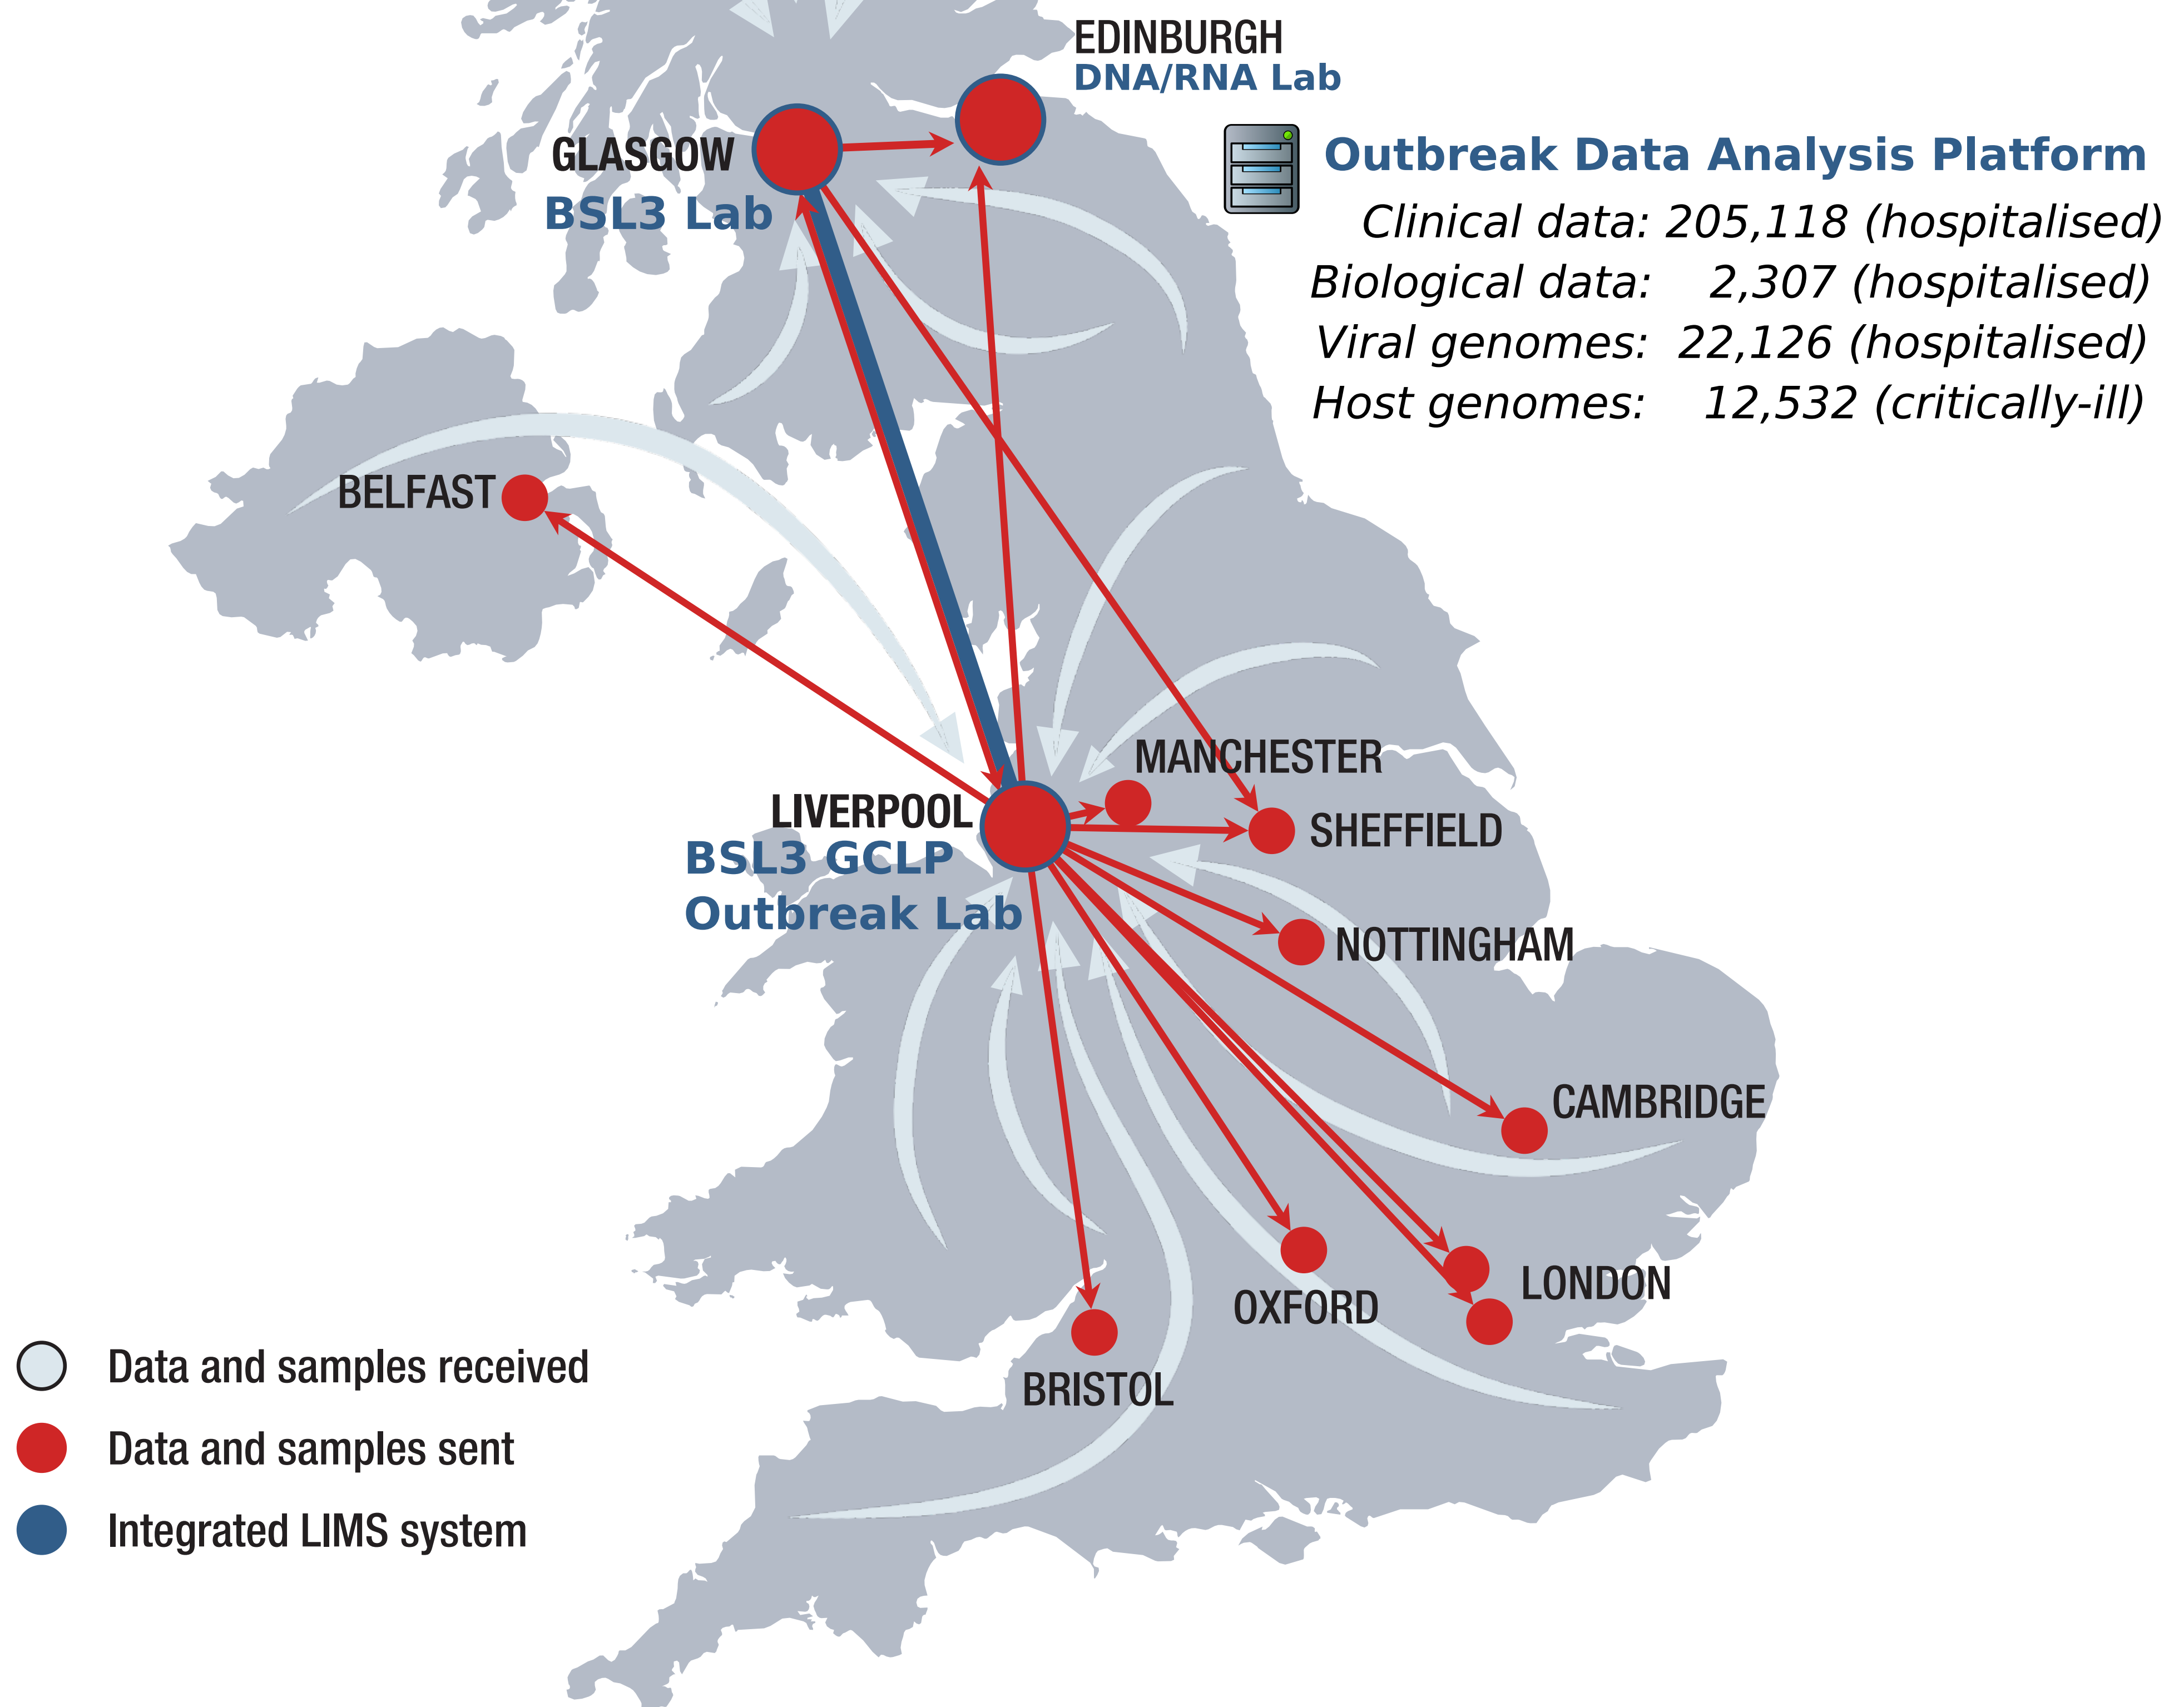 EDINBURGH
DNA/RNA Lab
GLASGOW
BSL3 Lab
Outbreak Data Analysis Platform
Clinical data: 205,118 (hospitalised)
Biological data: 2,307 (hospitalised)
Viral genomes: 22,126 (hospitalised)
Host genomes: 12,532 (critically-ill)
BELFAST
MANCHESTER
LIVERPOOL
BSL3 GCLP
Outbreak Lab
SHEFFIELD
NOTTINGHAM
CAMBRIDGE
LONDON
OXFORD
BRISTOL
Data and samples received
Data and samples sent
Integrated LIMS system